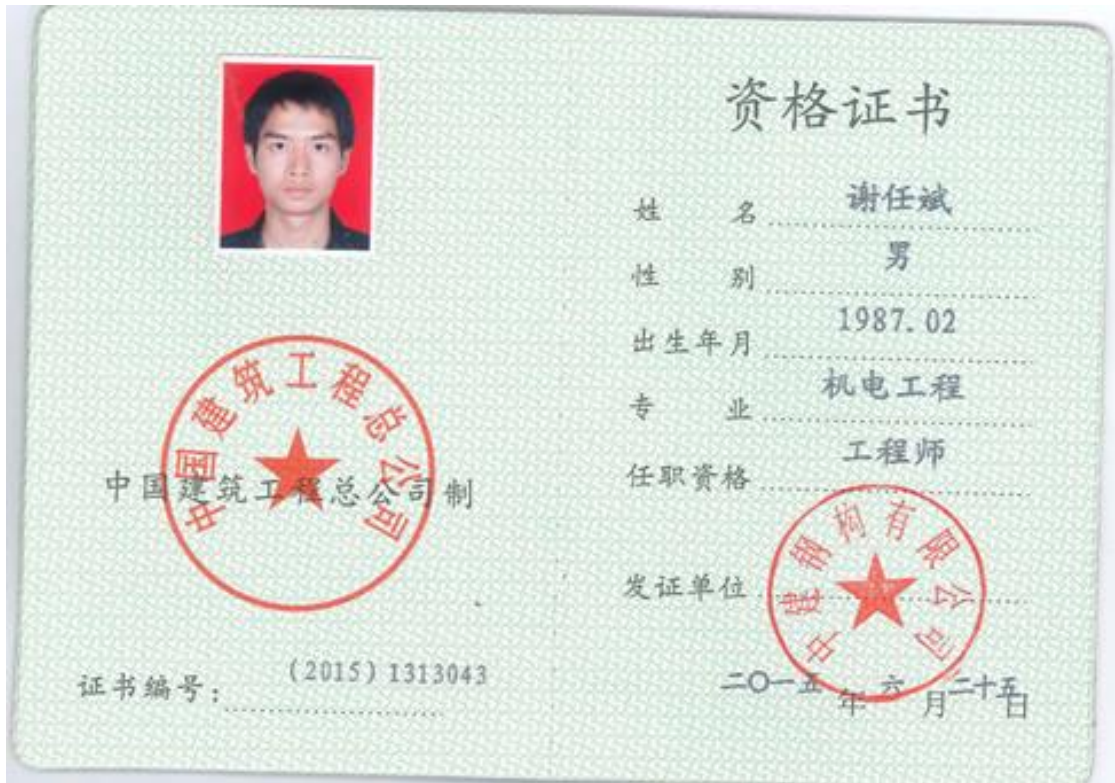 中国建筑工程总公司
中国建筑工程总公司制
证书编号：(2015)1313043
资格证书
姓 名 谢任斌
性 别 男
出生年月 1987.02
专 业 机电工程
任职资格 工程师
发证单位
中建钢构有限公司
二〇一五年六月二十五日